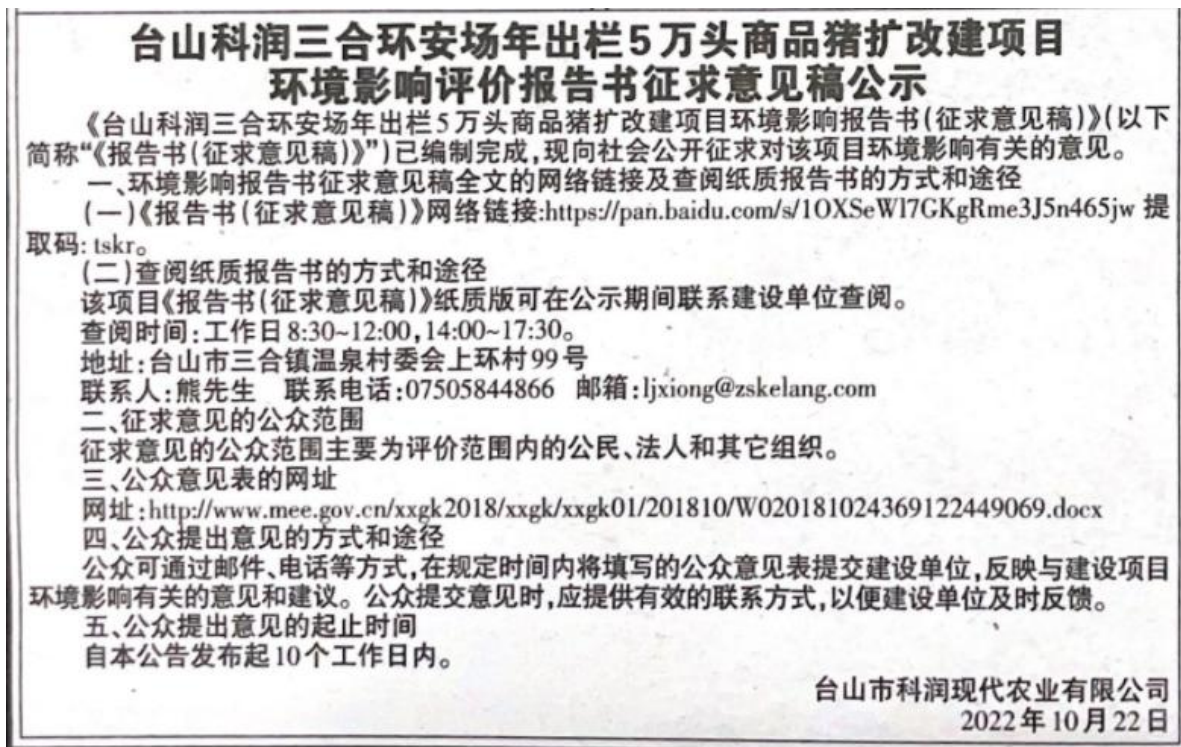 台山科润三合环安场年出栏5万头商品猪扩改建项目
环境影响评价报告书征求意见稿公示
《台山科润三合环安场年出栏5万头商品猪扩改建项目环境影响报告书(征求意见稿)》(以下
简称“《报告书(征求意见稿)》”)已编制完成,现向社会公开征求对该项目环境影响有关的意见。
一、环境影响报告书征求意见稿全文的网络链接及查阅纸质报告书的方式和途径
(一)《报告书(征求意见稿)》网络链接:https://pan.baidu.com/s/1OXSeWl7GKgRme3J5n465jw 提
取码: tskr。
(二)查阅纸质报告书的方式和途径
该项目《报告书(征求意见稿)》纸质版可在公示期间联系建设单位查阅。
查阅时间:工作日8:30~12:00,14:00~17:30。
地址:台山市三合镇温泉村委会上环村99号
联系人:熊先生 联系电话:07505844866 邮箱:ljxiong@zskelang.com
二、征求意见的公众范围
征求意见的公众范围主要为评价范围内的公民、法人和其它组织。
三、公众意见表的网址
网址:http://www.mee.gov.cn/xxgk2018/xxgk/xxgk01/201810/W020181024369122449069.docx
四、公众提出意见的方式和途径
公众可通过邮件、电话等方式,在规定时间内将填写的公众意见表提交建设单位,反映与建设项目
环境影响有关的意见和建议。公众提交意见时,应提供有效的联系方式,以便建设单位及时反馈。
五、公众提出意见的起止时间
自本公告发布起10个工作日内。
台山市科润现代农业有限公司
2022年10月22日